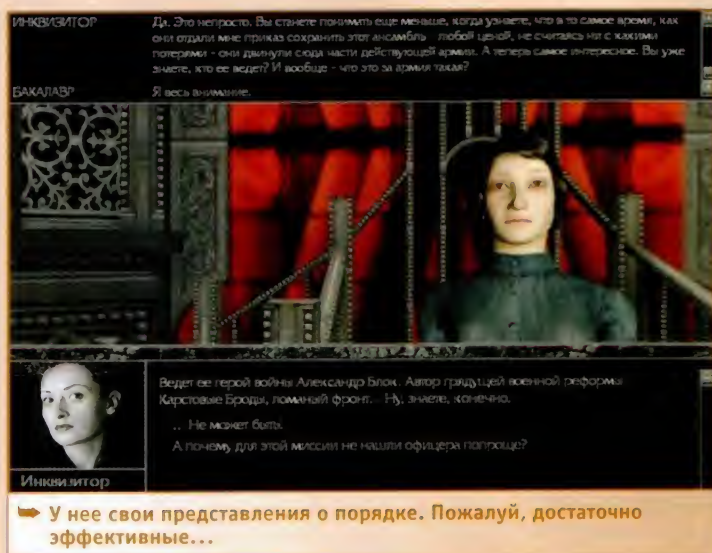 ИНКВИЗИТОР
Да. Это непросто. Вы станете понимать еще меньше, когда узнаете, что в то самое время, как
они отдали мне приказ сохранить этот ансамбль любой ценой, не считаясь ни с какими
потерями - они двинули сюда части действующей армии. А теперь самое интересное. Вы уже
знаете, кто ее ведет? И вообще - что это за армия такая?
БАКАЛАВР
Я весь внимание.
Ведет ее герой войны Александр Блок. Автор грядущей военной реформы.
Карстовые Броды, ломаный фронт... Ну, знаете, конечно.
... Не может быть.
А почему для этой миссии не нашли офицера попроще?
Инквизитор
➥ У нее свои представления о порядке. Пожалуй, достаточно
эффективные...